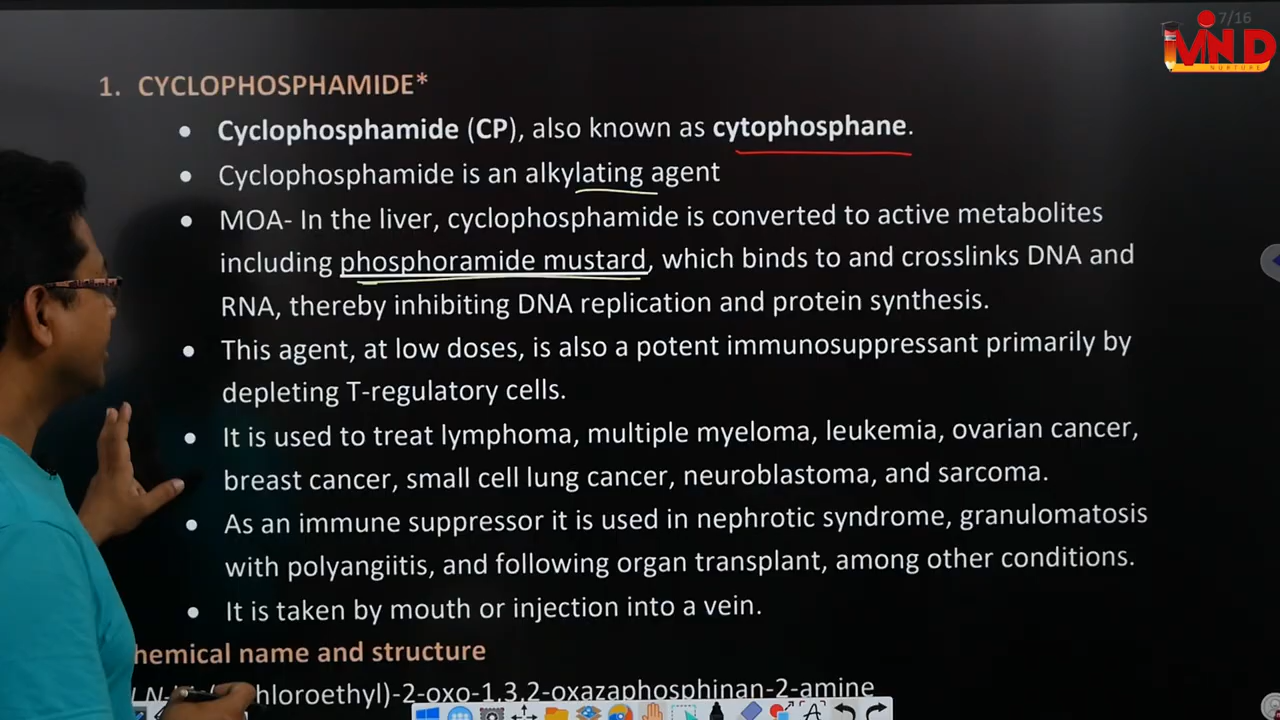 7/16
MIND
NURTURE
1. CYCLOPHOSPHAMIDE*
• Cyclophosphamide (CP), also known as cytophosphane.
• Cyclophosphamide is an alkylating agent
• MOA- In the liver, cyclophosphamide is converted to active metabolites
including phosphoramide mustard, which binds to and crosslinks DNA and
RNA, thereby inhibiting DNA replication and protein synthesis.
• This agent, at low doses, is also a potent immunosuppressant primarily by
depleting T-regulatory cells.
• It is used to treat lymphoma, multiple myeloma, leukemia, ovarian cancer,
breast cancer, small cell lung cancer, neuroblastoma, and sarcoma.
• As an immune suppressor it is used in nephrotic syndrome, granulomatosis
with polyangiitis, and following organ transplant, among other conditions.
• It is taken by mouth or injection into a vein.
hemical name and structure
hloroethyl)-2-oxo-1,3,2-oxazaphosphinan-2-amine